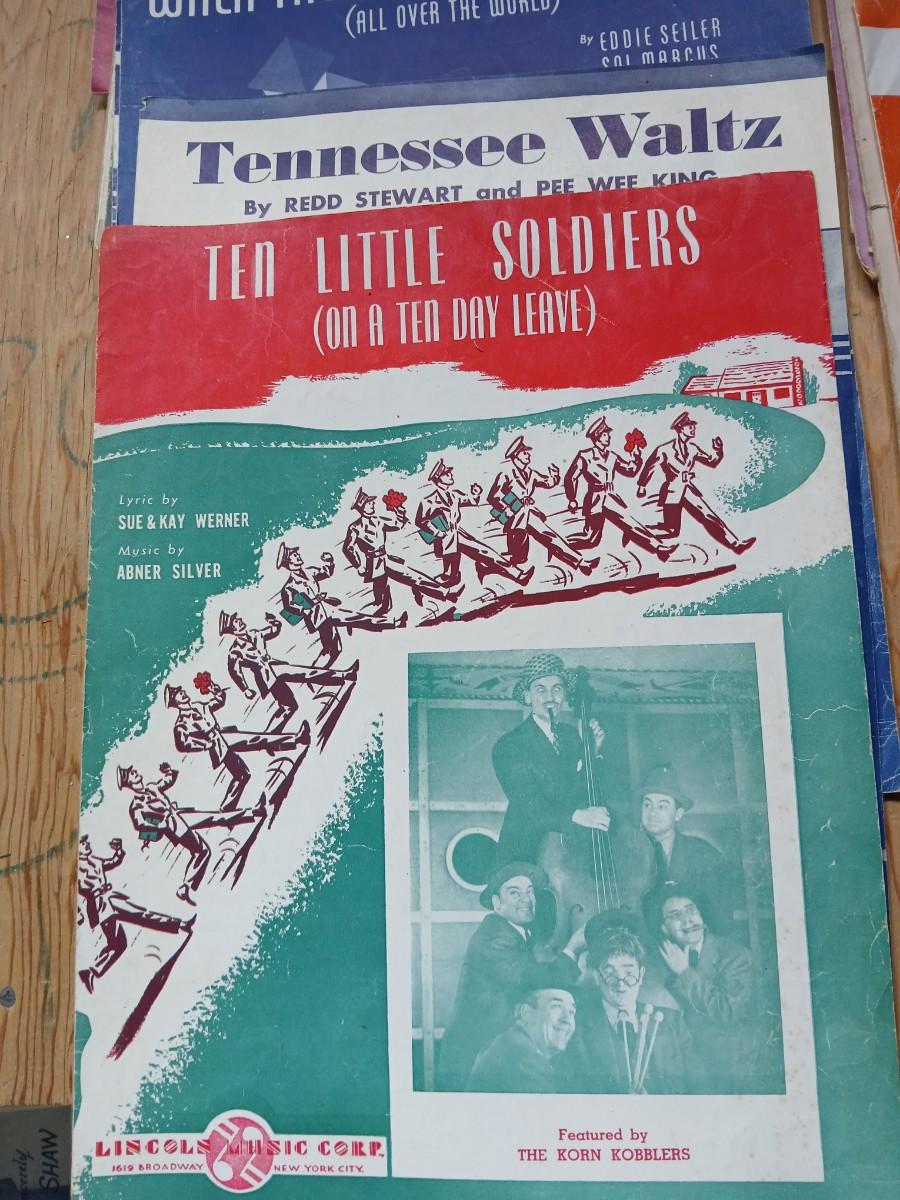 (ALL OVER THE WORLD)
By EDDIE SEILER
SOL MARCUS
Tennessee Waltz
By REDD STEWART and PEE WEE KING
TEN LITTLE SOLDIERS
(ON A TEN DAY LEAVE)
Lyric by
SUE & KAY WERNER
Music by
ABNER SILVER
LINCOLN MUSIC CORP.
1619 BROADWAY NEW YORK CITY.
Featured by
THE KORN KOBBLERS
SHAW